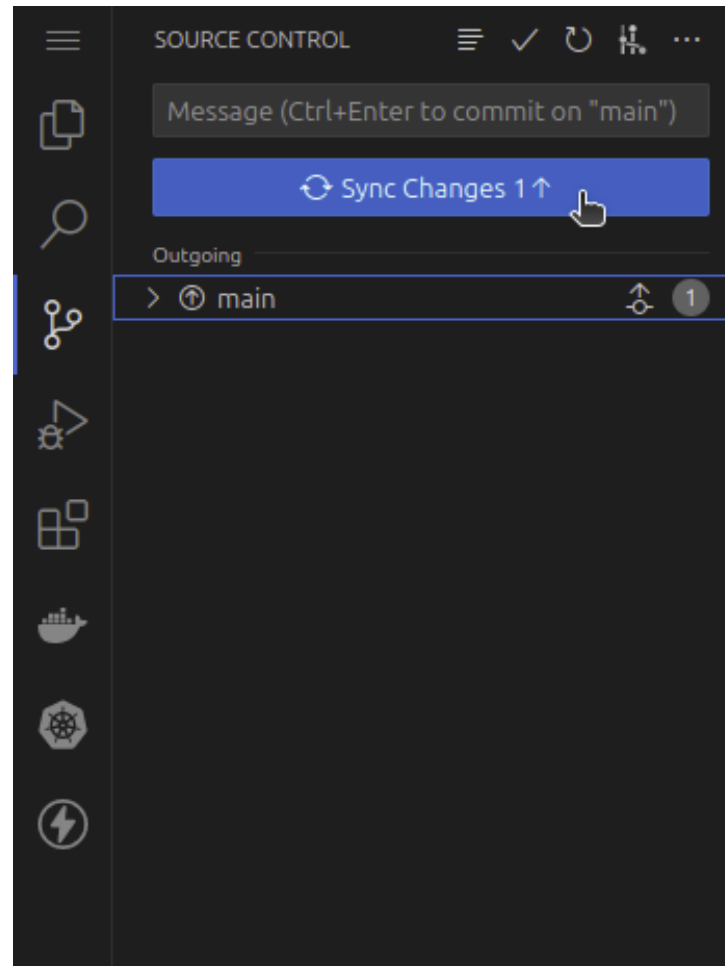 SOURCE CONTROL
Message (Ctrl+Enter to commit on "main")
Sync Changes 1↑
Outgoing
main 1